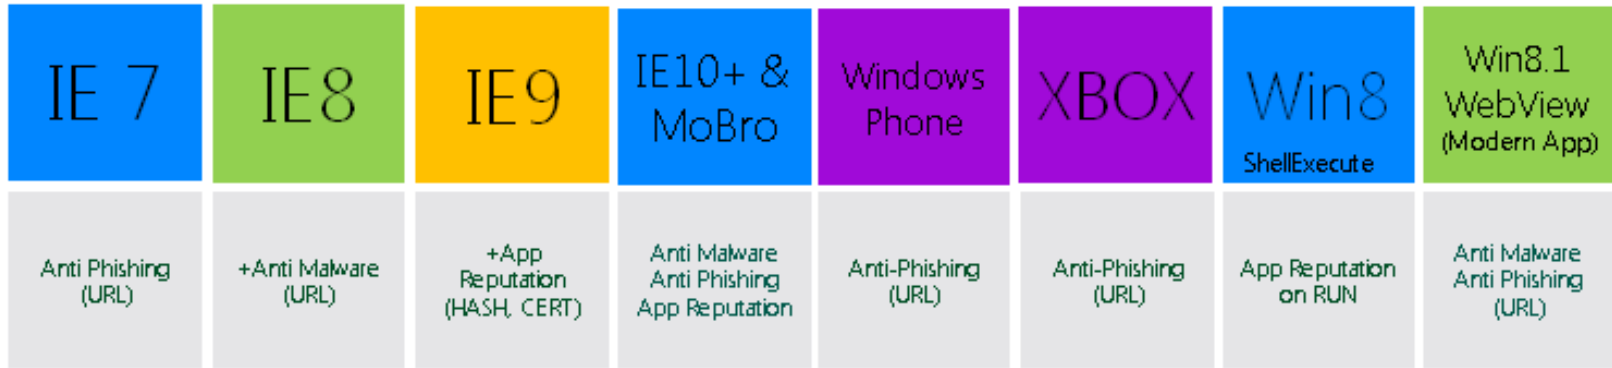 IE 7
IE8
IE9
IE10+ &
MoBro
Windows
Phone
XBOX
Win8
ShellExecute
Win8.1
WebView
(Modern App)
Anti Phishing
(URL)
+Anti Malware
(URL)
+App
Reputation
(HASH, CERT)
Anti Malware
Anti Phishing
App Reputation
Anti-Phishing
(URL)
Anti-Phishing
(URL)
App Reputation
on RUN
Anti Malware
Anti Phishing
(URL)